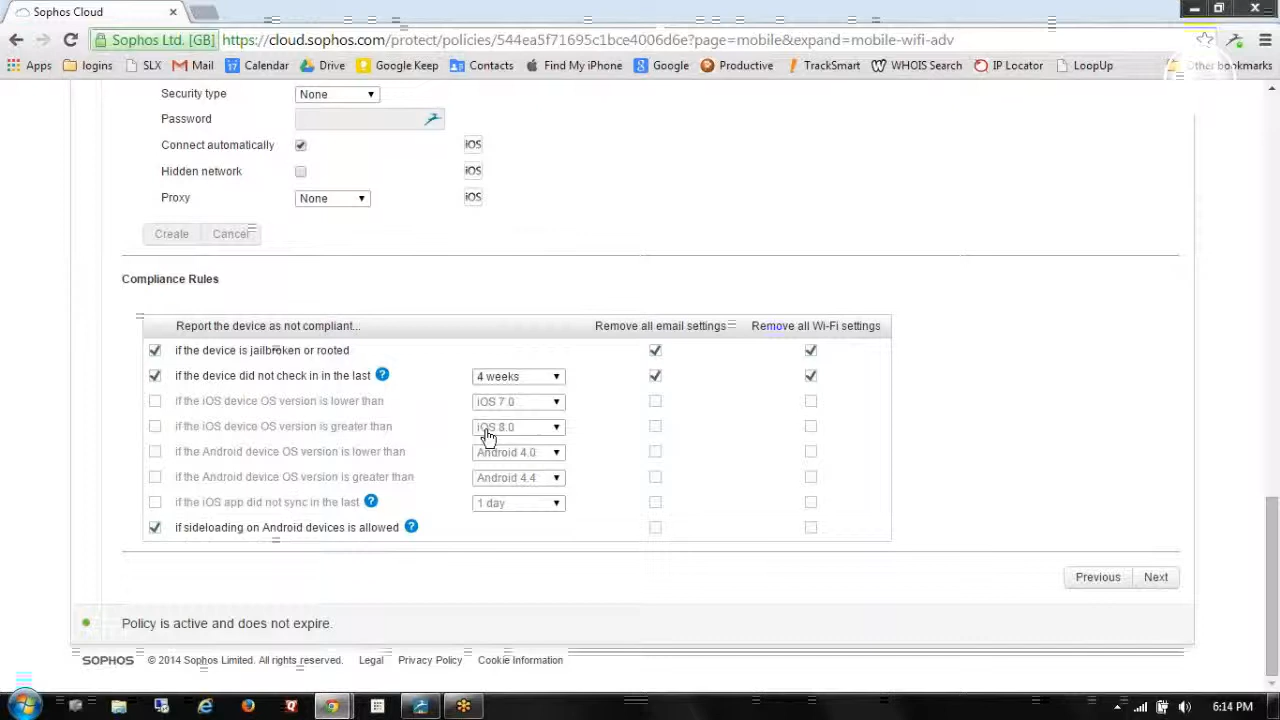 Sophos Cloud
Sophos Ltd. [GB] https://cloud.sophos.com/ &expand=mobile-wifi-adv
Apps logins SLX Mail Calendar Drive Google Keep Contacts Find My iPhone Google Productive Tracksmart WHOIS Search IP Locator LoopUp Other bookmarks
Security type None
Password
Connect automatically iOS
Hidden network iOS
Proxy None iOS
Create Cancel
Compliance Rules
Report the device as not compliant... Remove all email settings Remove all Wi-Fi settings
if the device is jailbroken or rooted
if the device did not check in in the last ? 4 weeks
if the iOS device OS version is lower than iOS 7.0
if the iOS device OS version is greater than iOS 8.0
if the Android device OS version is lower than Android 4.0
if the Android device OS version is greater than Android 4.4
if the iOS app did not sync in the last ? 1 day
if sideloading on Android devices is allowed ?
Previous Next
Policy is active and does not expire.
SOPHOS © 2014 Sophos Limited. All rights reserved. Legal Privacy Cookie Information
6:14 PM